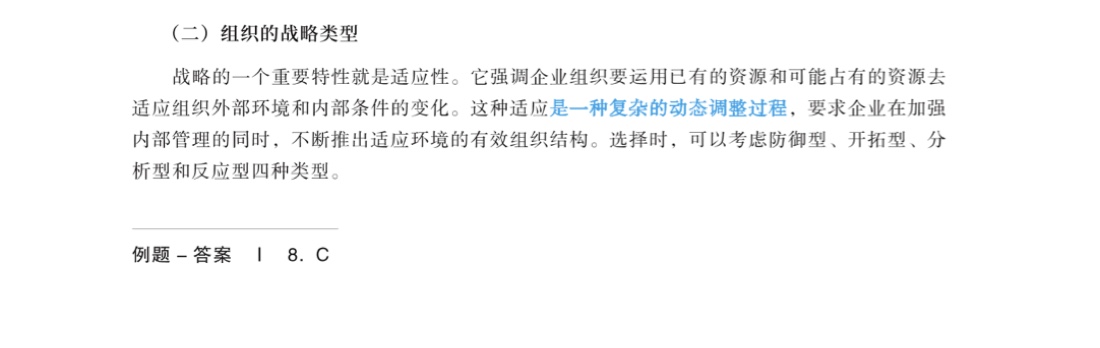 （二）组织的战略类型
战略的一个重要特性就是适应性。它强调企业组织要运用已有的资源和可能占有的资源去
适应组织外部环境和内部条件的变化。这种适应是一种复杂的动态调整过程，要求企业在加强
内部管理的同时，不断推出适应环境的有效组织结构。选择时，可以考虑防御型、开拓型、分
析型和反应型四种类型。
例题 – 答案 | 8. C